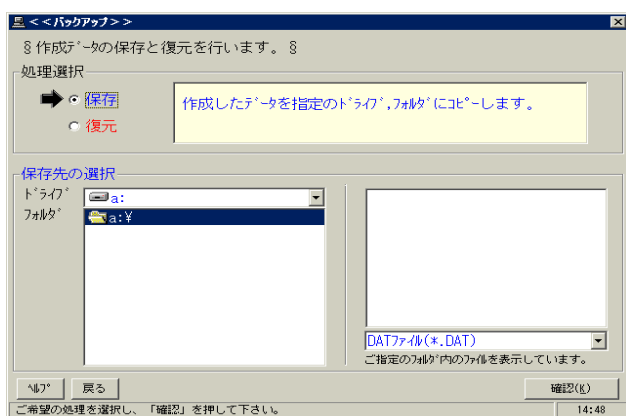 <<ﾊﾞｯｸｱｯﾌﾟ>>
§作成ﾃﾞｰﾀの保存と復元を行います。§
処理選択
保存
復元
作成したﾃﾞｰﾀを指定のﾄﾞﾗｲﾌﾞ,ﾌｫﾙﾀﾞにｺﾋﾟｰします。
保存先の選択
ﾄﾞﾗｲﾌﾞ
a:
ﾌｫﾙﾀﾞ
a:¥
DATﾌｧｲﾙ(*.DAT)
ご指定のﾌｫﾙﾀﾞ内のﾌｧｲﾙを表示しています。
ﾍﾙﾌﾟ 戻る 確認(K)
ご希望の処理を選択し、「確認」を押して下さい。 14:48